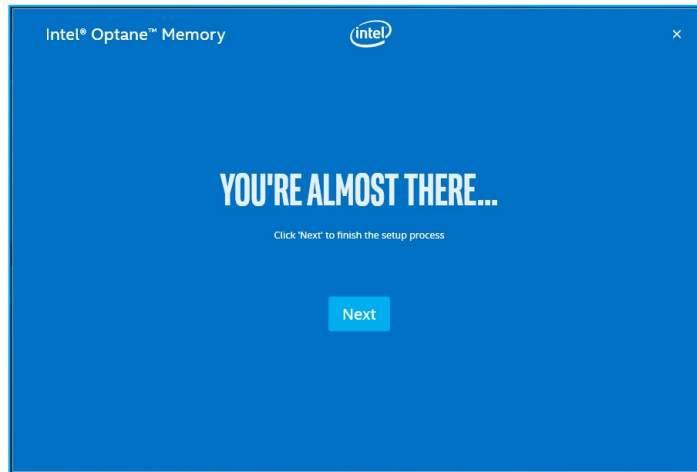 Intel® Optane™ Memory
intel
×
YOU'RE ALMOST THERE...
Click 'Next' to finish the setup process
Next